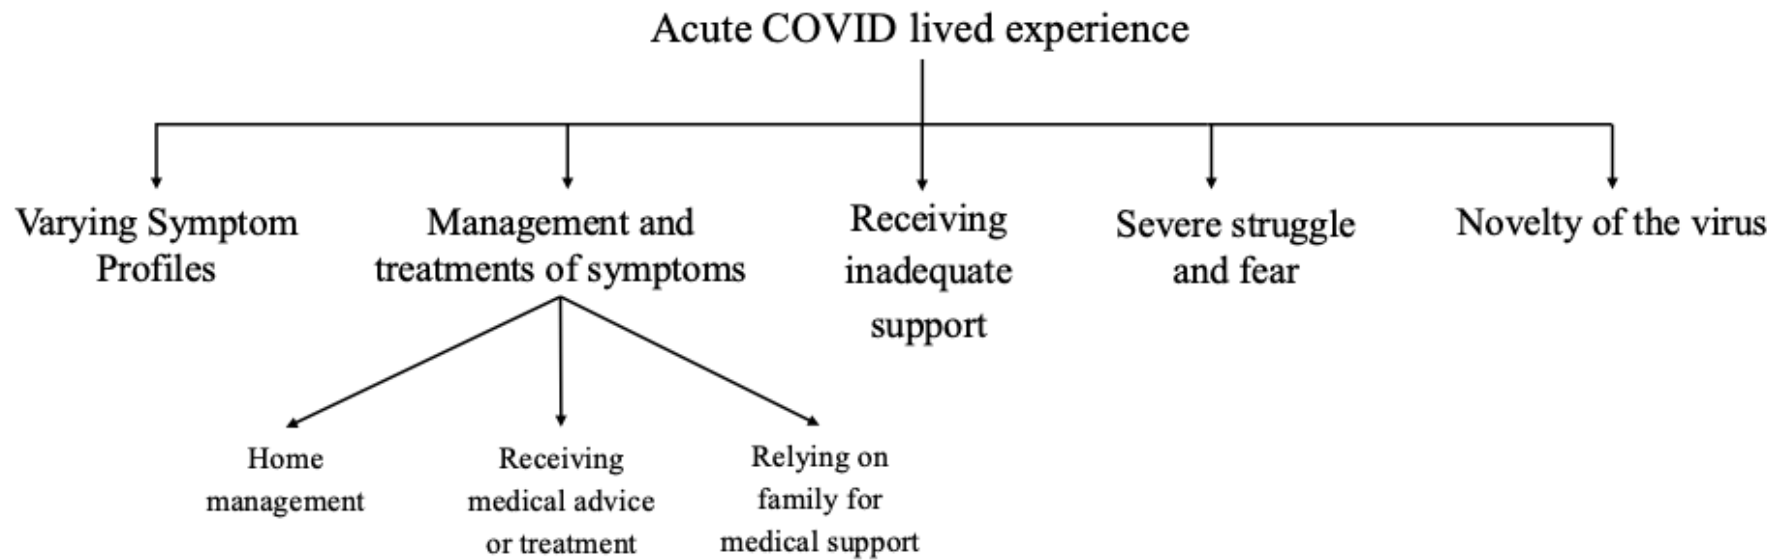 Acute COVID lived experience
Varying Symptom
Profiles
Management and
treatments of symptoms
Receiving
inadequate
support
Severe struggle
and fear
Novelty of the virus
Home
management
Receiving
medical advice
or treatment
Relying on
family for
medical support